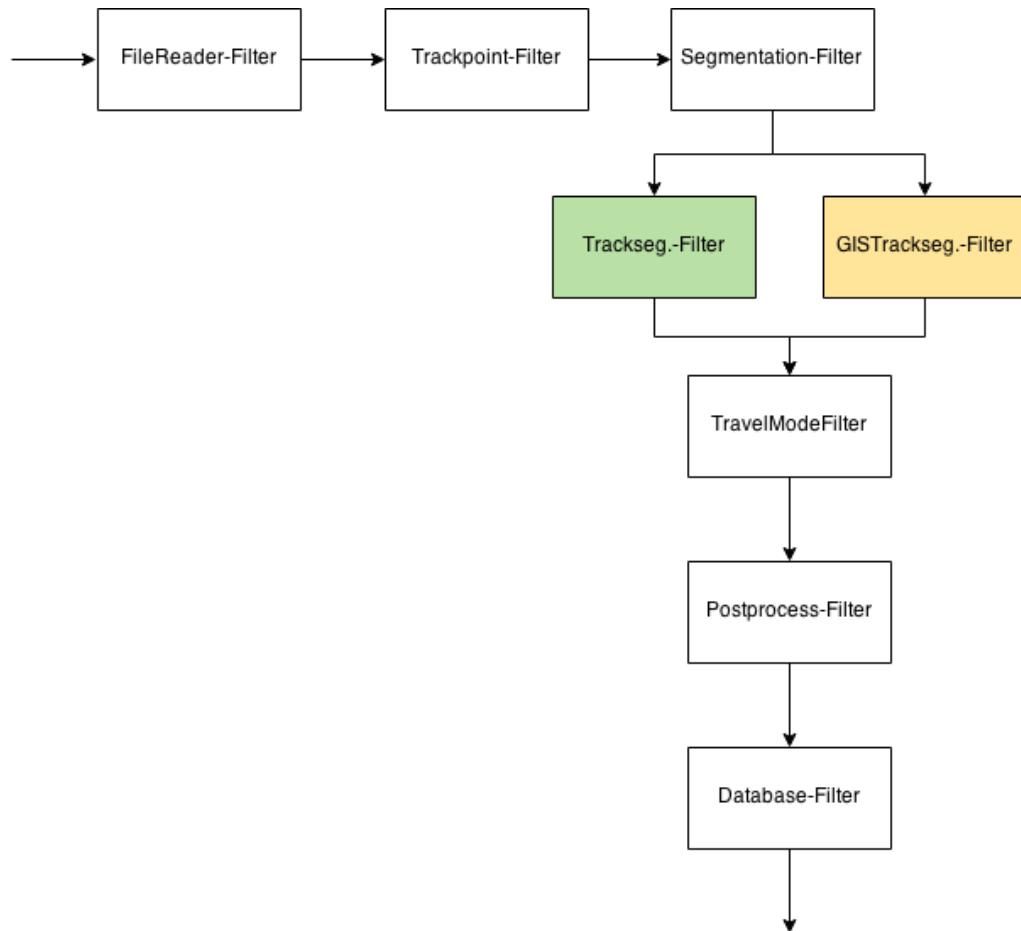 FileReader-Filter
Trackpoint-Filter
Segmentation-Filter
Trackseg.-Filter
GISTrackseg.-Filter
TravelModeFilter
Postprocess-Filter
Database-Filter